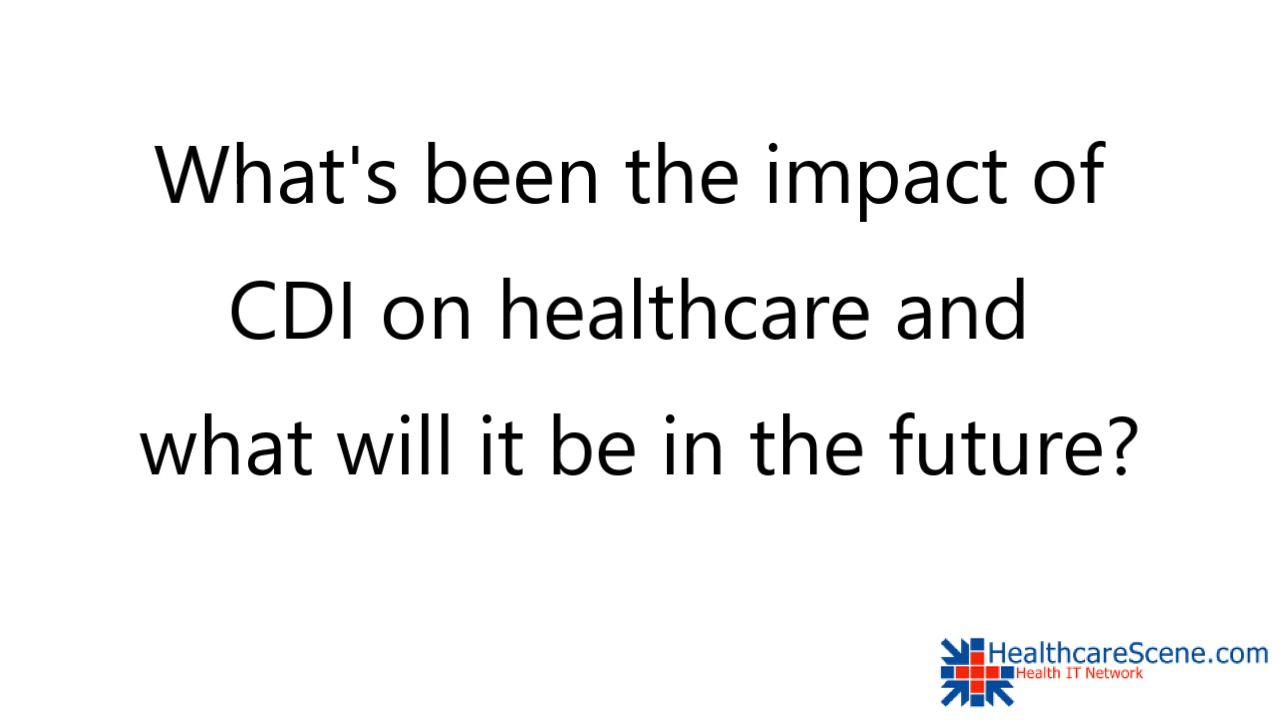 What's been the impact of
CDI on healthcare and
what will it be in the future?
HealthcareScene.com
Health IT Network